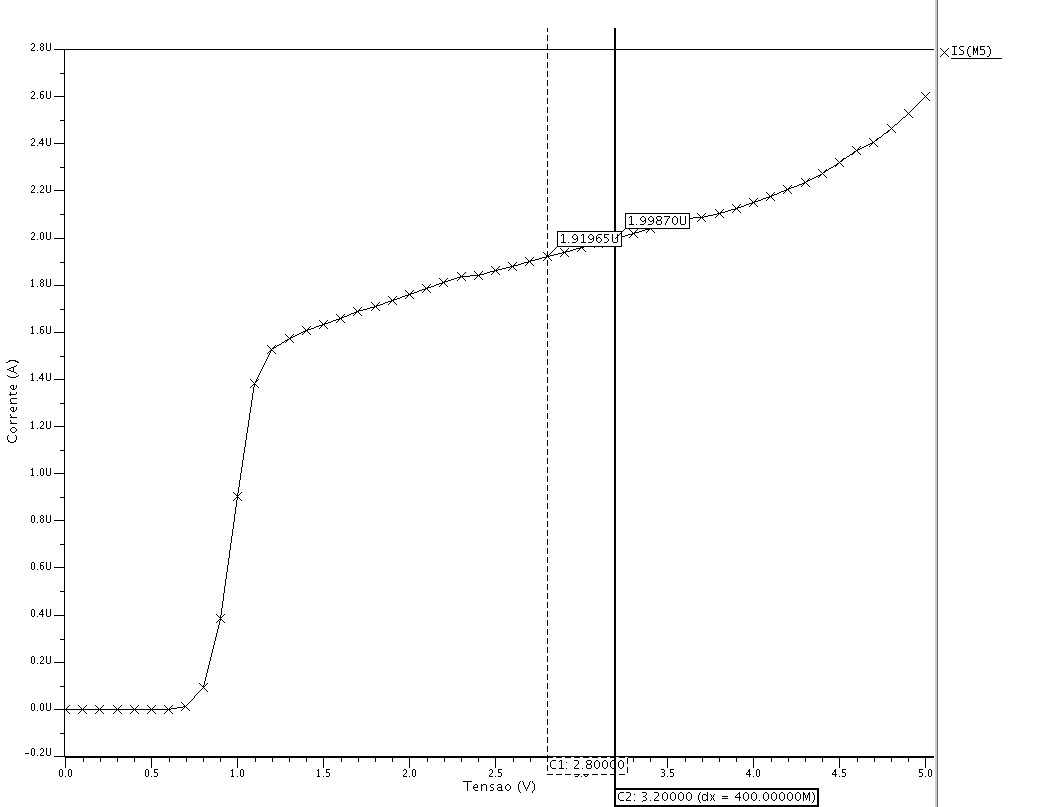 2.8U
2.6U
2.4U
2.2U
2.0U
1.8U
1.6U
1.4U
1.2U
1.0U
0.8U
0.6U
0.4U
0.2U
0.0U
-0.2U
Corrente (A)
1.91965U
1.99870U
IS(M5)
0.0
0.5
1.0
1.5
2.0
2.5
3.5
4.0
4.5
5.0
C1: 2.80000
Tensao (V)
C2: 3.20000 (dx = 400.00000M)